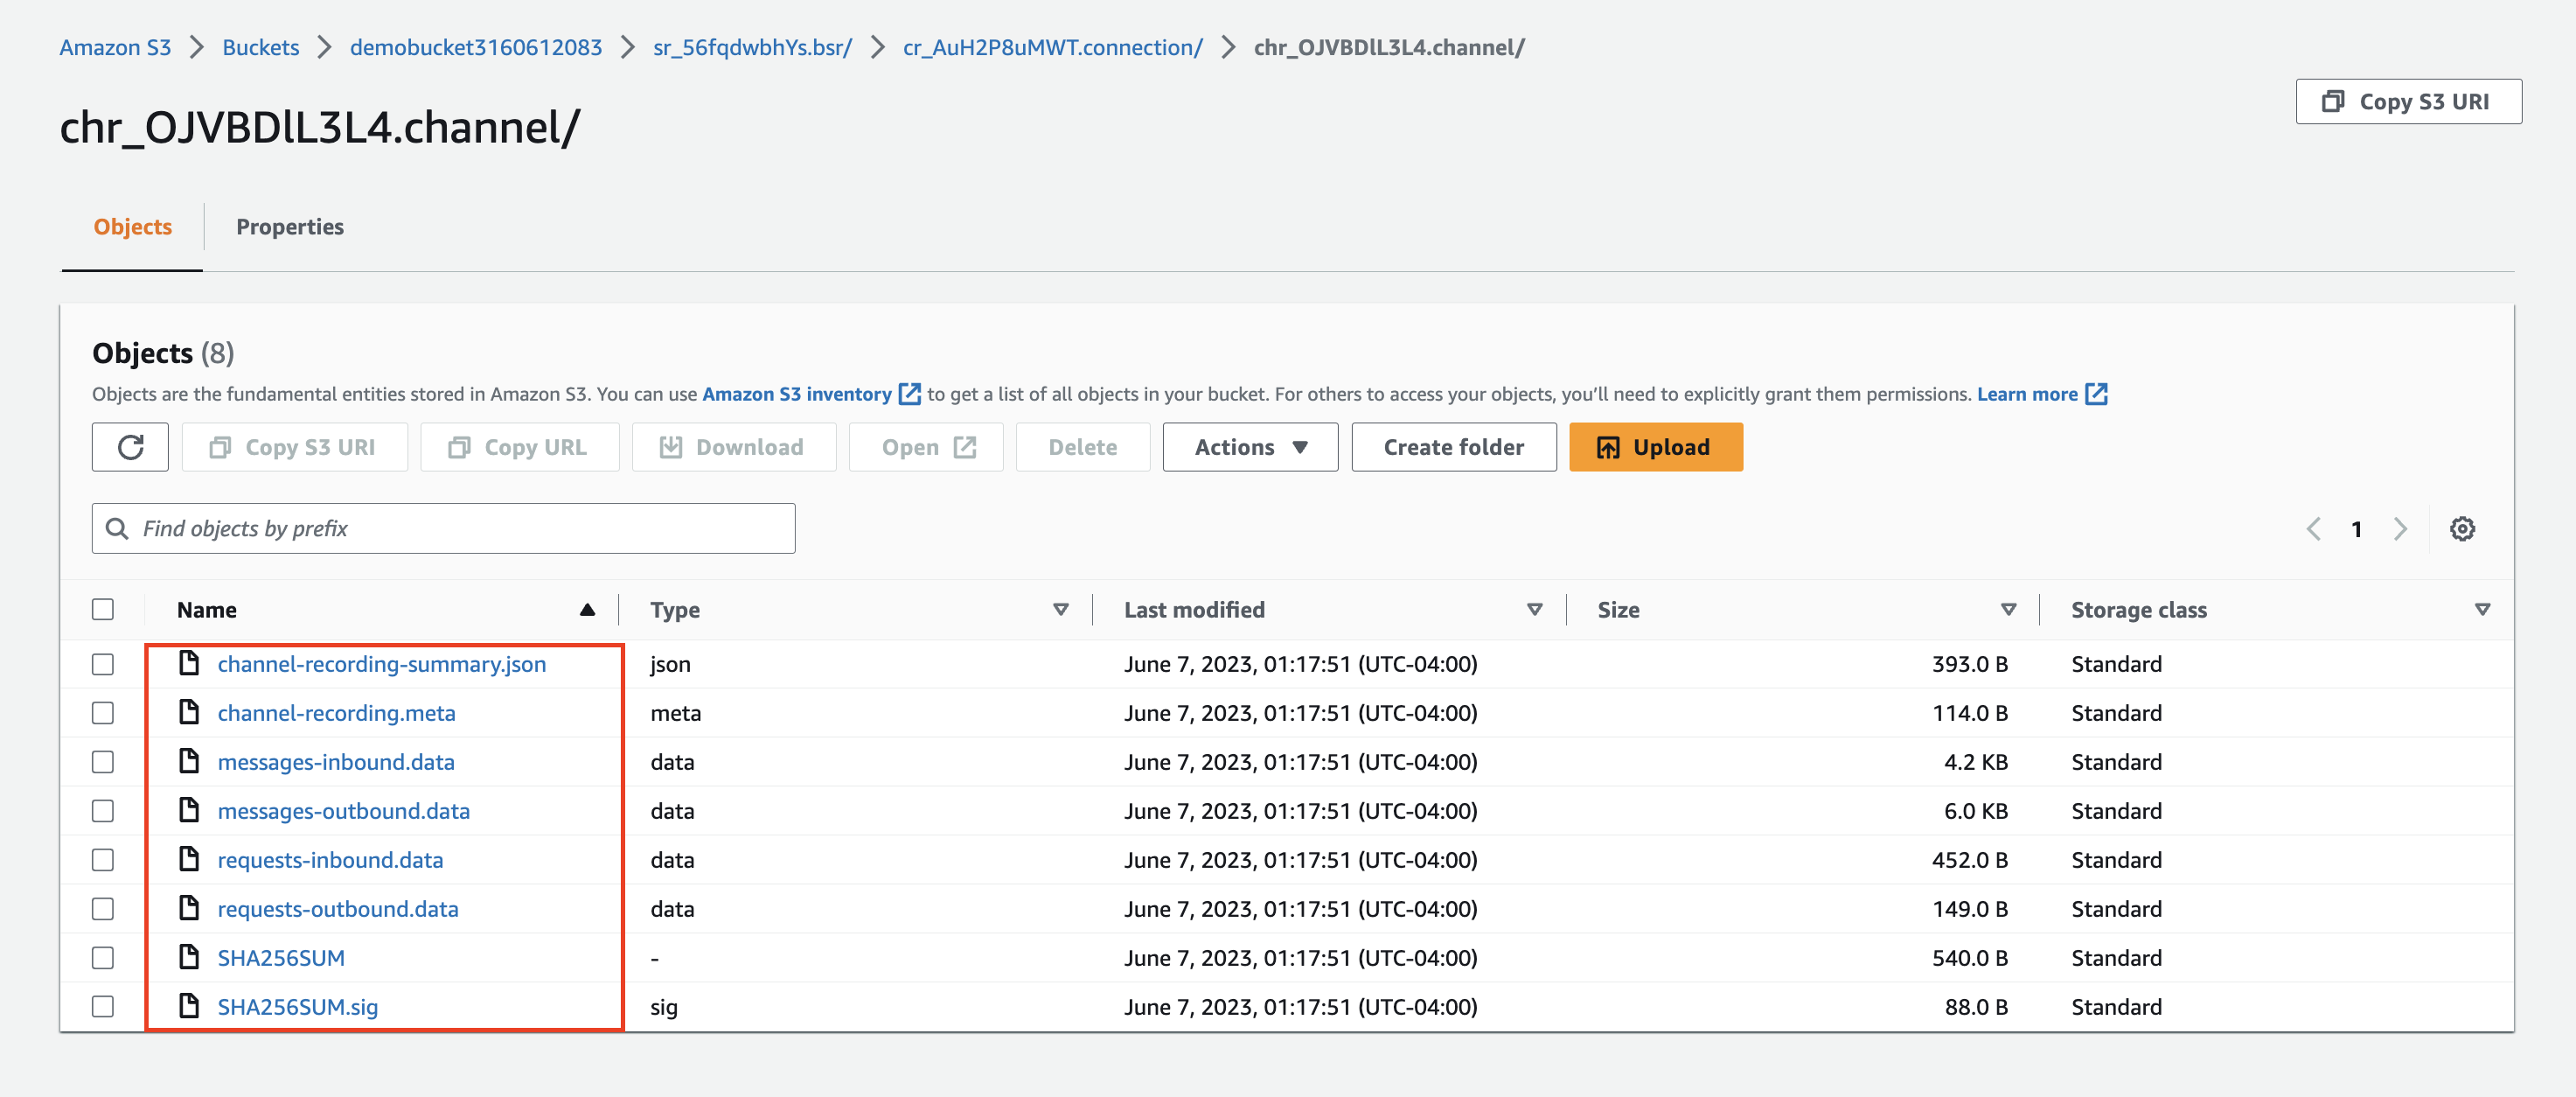 Amazon S3 > Buckets > demobucket3160612083 > sr_56fqdwbhYs.bsr/ > cr_AuH2P8uMWT.connection/ > chr_OJVBDlL3L4.channel/
Copy S3 URI
chr_OJVBDlL3L4.channel/
Objects Properties
Objects (8)
Objects are the fundamental entities stored in Amazon S3. You can use Amazon S3 inventory to get a list of all objects in your bucket. For others to access your objects, you’ll need to explicitly grant them permissions. Learn more
Copy S3 URI Copy URL Download Open Delete Actions Create folder Upload
Find objects by prefix 1
Name Type Last modified Size Storage class
channel-recording-summary.json json June 7, 2023, 01:17:51 (UTC-04:00) 393.0 B Standard
channel-recording.meta meta June 7, 2023, 01:17:51 (UTC-04:00) 114.0 B Standard
messages-inbound.data data June 7, 2023, 01:17:51 (UTC-04:00) 4.2 KB Standard
messages-outbound.data data June 7, 2023, 01:17:51 (UTC-04:00) 6.0 KB Standard
requests-inbound.data data June 7, 2023, 01:17:51 (UTC-04:00) 452.0 B Standard
requests-outbound.data data June 7, 2023, 01:17:51 (UTC-04:00) 149.0 B Standard
SHA256SUM - June 7, 2023, 01:17:51 (UTC-04:00) 540.0 B Standard
SHA256SUM.sig sig June 7, 2023, 01:17:51 (UTC-04:00) 88.0 B Standard